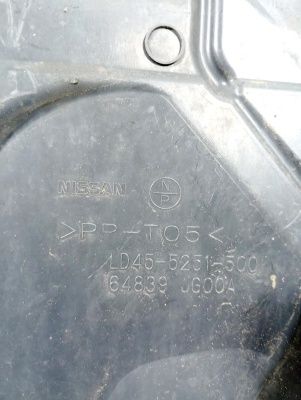 NISSAN N P
>PP-T05<
LD45-5251-500
64839 JG00A